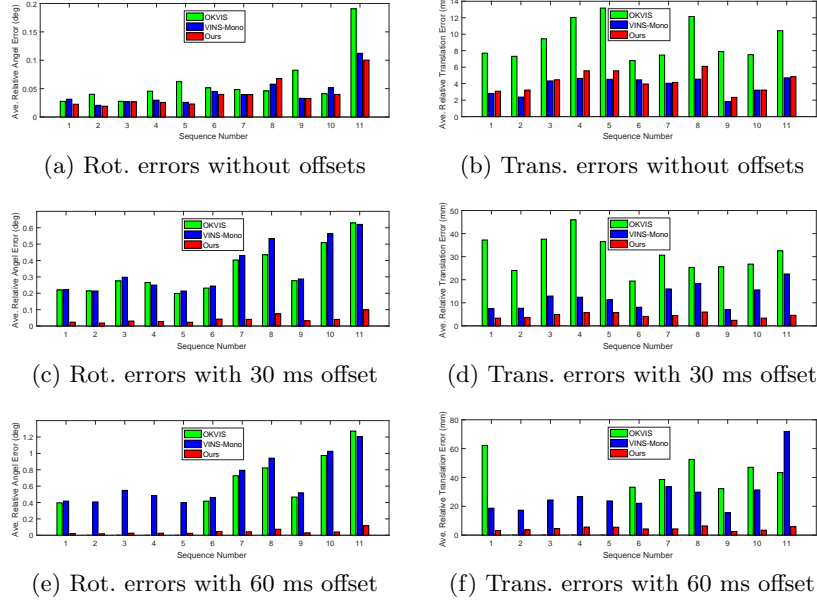 Ave. Relative Angel Error (deg)
0.2
0.15
0.1
0.05
0
OKVIS
VINS-Mono
Ours
1 2 3 4 5 6 7 8 9 10 11
Sequence Number
(a) Rot. errors without offsets
Ave. Relative Translation Error (mm)
14
12
10
8
6
4
2
0
OKVIS
VINS-Mono
Ours
1 2 3 4 5 6 7 8 9 10 11
Sequence Number
(b) Trans. errors without offsets
Ave. Relative Angel Error (deg)
0.6
0.5
0.4
0.3
0.2
0.1
0
OKVIS
VINS-Mono
Ours
1 2 3 4 5 6 7 8 9 10 11
Sequence Number
(c) Rot. errors with 30 ms offset
Ave. Relative Translation Error (mm)
50
40
30
20
10
0
OKVIS
VINS-Mono
Ours
1 2 3 4 5 6 7 8 9 10 11
Sequence Number
(d) Trans. errors with 30 ms offset
Ave. Relative Angel Error (deg)
1.2
1
0.8
0.6
0.4
0.2
0
OKVIS
VINS-Mono
Ours
1 2 3 4 5 6 7 8 9 10 11
Sequence Number
(e) Rot. errors with 60 ms offset
Ave. Relative Translation Error (mm)
80
60
40
20
0
OKVIS
VINS-Mono
Ours
1 2 3 4 5 6 7 8 9 10 11
Sequence Number
(f) Trans. errors with 60 ms offset